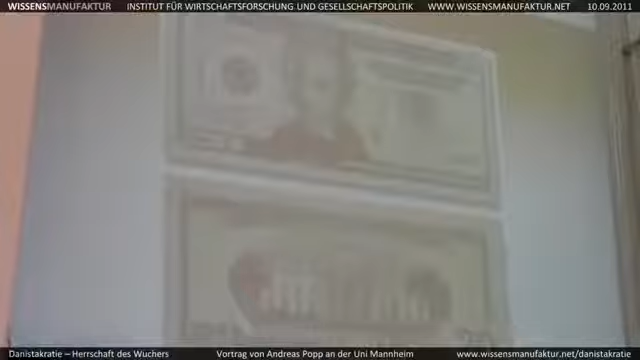 WISSENSMANUFAKTUR INSTITUT FÜR WIRTSCHAFTSFORSCHUNG UND GESELLSCHAFTSPOLITIK WWW.WISSENSMANUFAKTUR.NET 10.09.2011
Danistakratie – Herrschaft des Wuchers Vortrag von Andreas Popp an der Uni Mannheim www.wissensmanufaktur.net/danistakratie